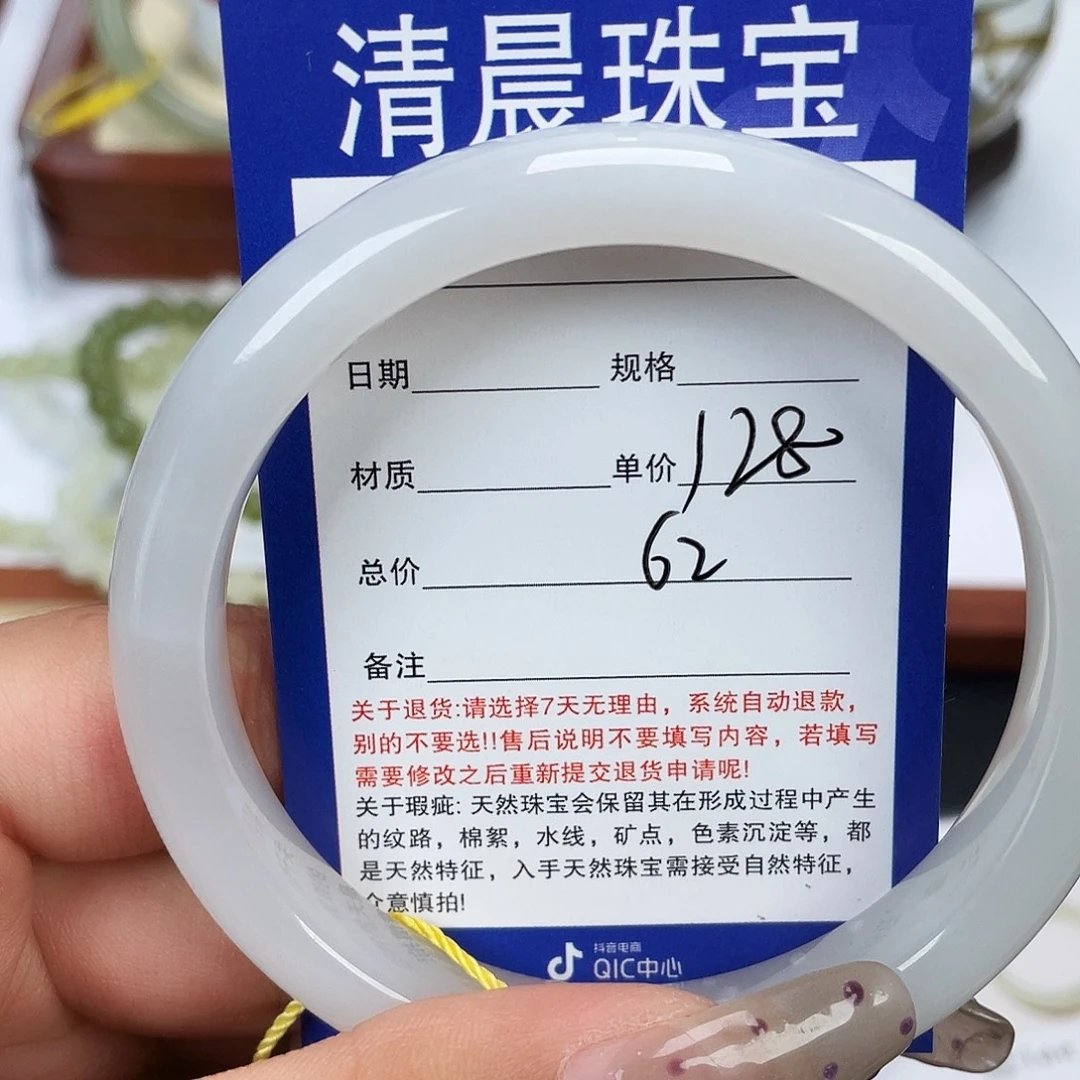 清晨珠宝
日期 规格
材质 单价 128
总价 62
备注
关于退货:请选择7天无理由，系统自动退款，
别的不要选!!售后说明不要填写内容，若填写
需要修改之后重新提交退货申请呢!
关于瑕疵: 天然珠宝会保留其在形成过程中产生
的纹路，棉絮，水线，矿点，色素沉淀等，都
是天然特征，入手天然珠宝需接受自然特征，
介意慎拍!
抖音电商
QIC中心